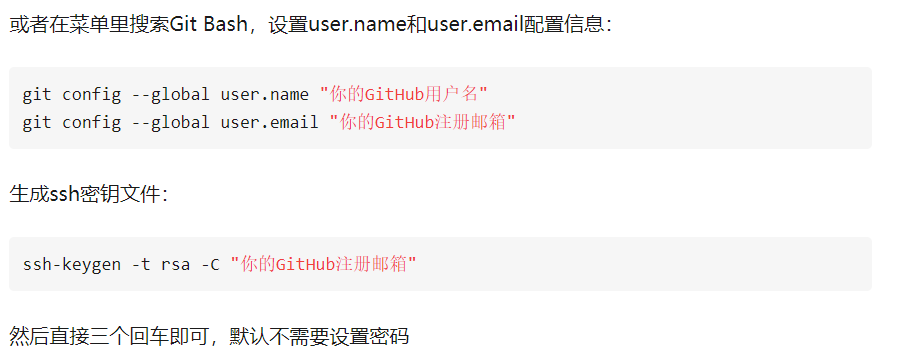 或者在菜单里搜索Git Bash，设置user.name和user.email配置信息：
git config --global user.name "你的GitHub用户名"
git config --global user.email "你的GitHub注册邮箱"
生成ssh密钥文件：
ssh-keygen -t rsa -C "你的GitHub注册邮箱"
然后直接三个回车即可，默认不需要设置密码